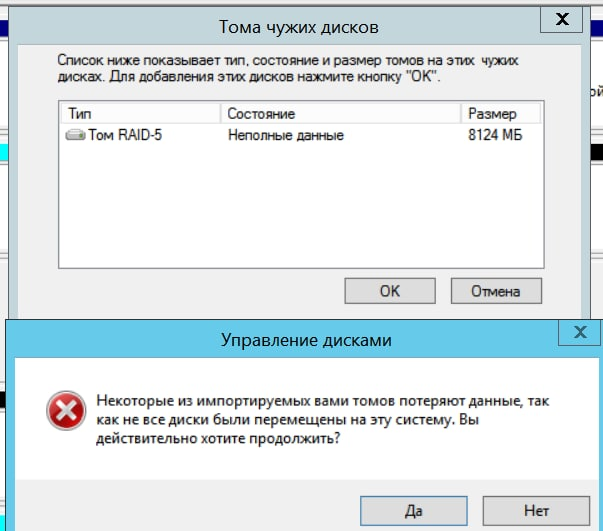 Тома чужих дисков
Список ниже показывает тип, состояние и размер томов на этих чужих
дисках. Для добавления этих дисков нажмите кнопку "ОК".
Тип Состояние Размер
Том RAID-5 Неполные данные 8124 МБ
ОК Отмена
Управление дисками
Некоторые из импортируемых вами томов потеряют данные, так
как не все диски были перемещены на эту систему. Вы
действительно хотите продолжить?
Да Нет